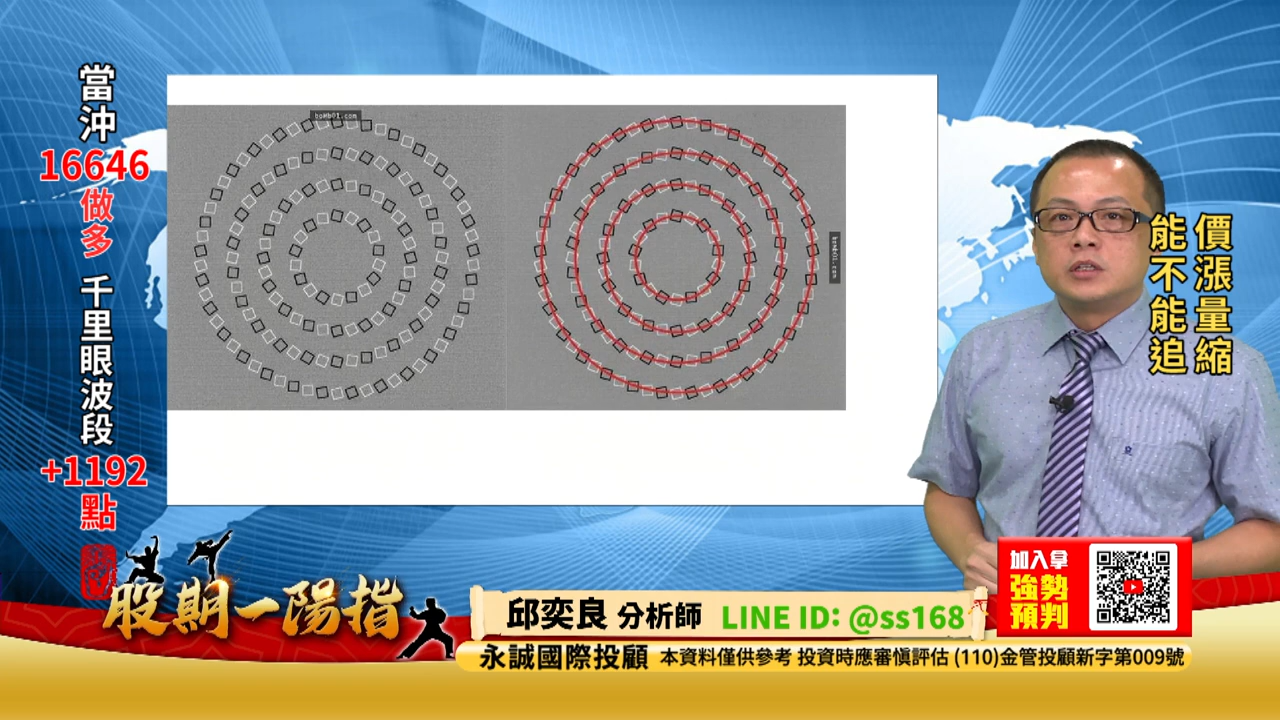 當沖
16646
做多
千里眼波段
+1192
點
bomb01.com
bomb01.com
價漲量縮
能不能追
股期一陽指
加入拿
強勢
預判
邱奕良 分析師 LINE ID: @ss168
永誠國際投顧 本資料僅供參考 投資時應審慎評估 (110)金管投顧新字第009號